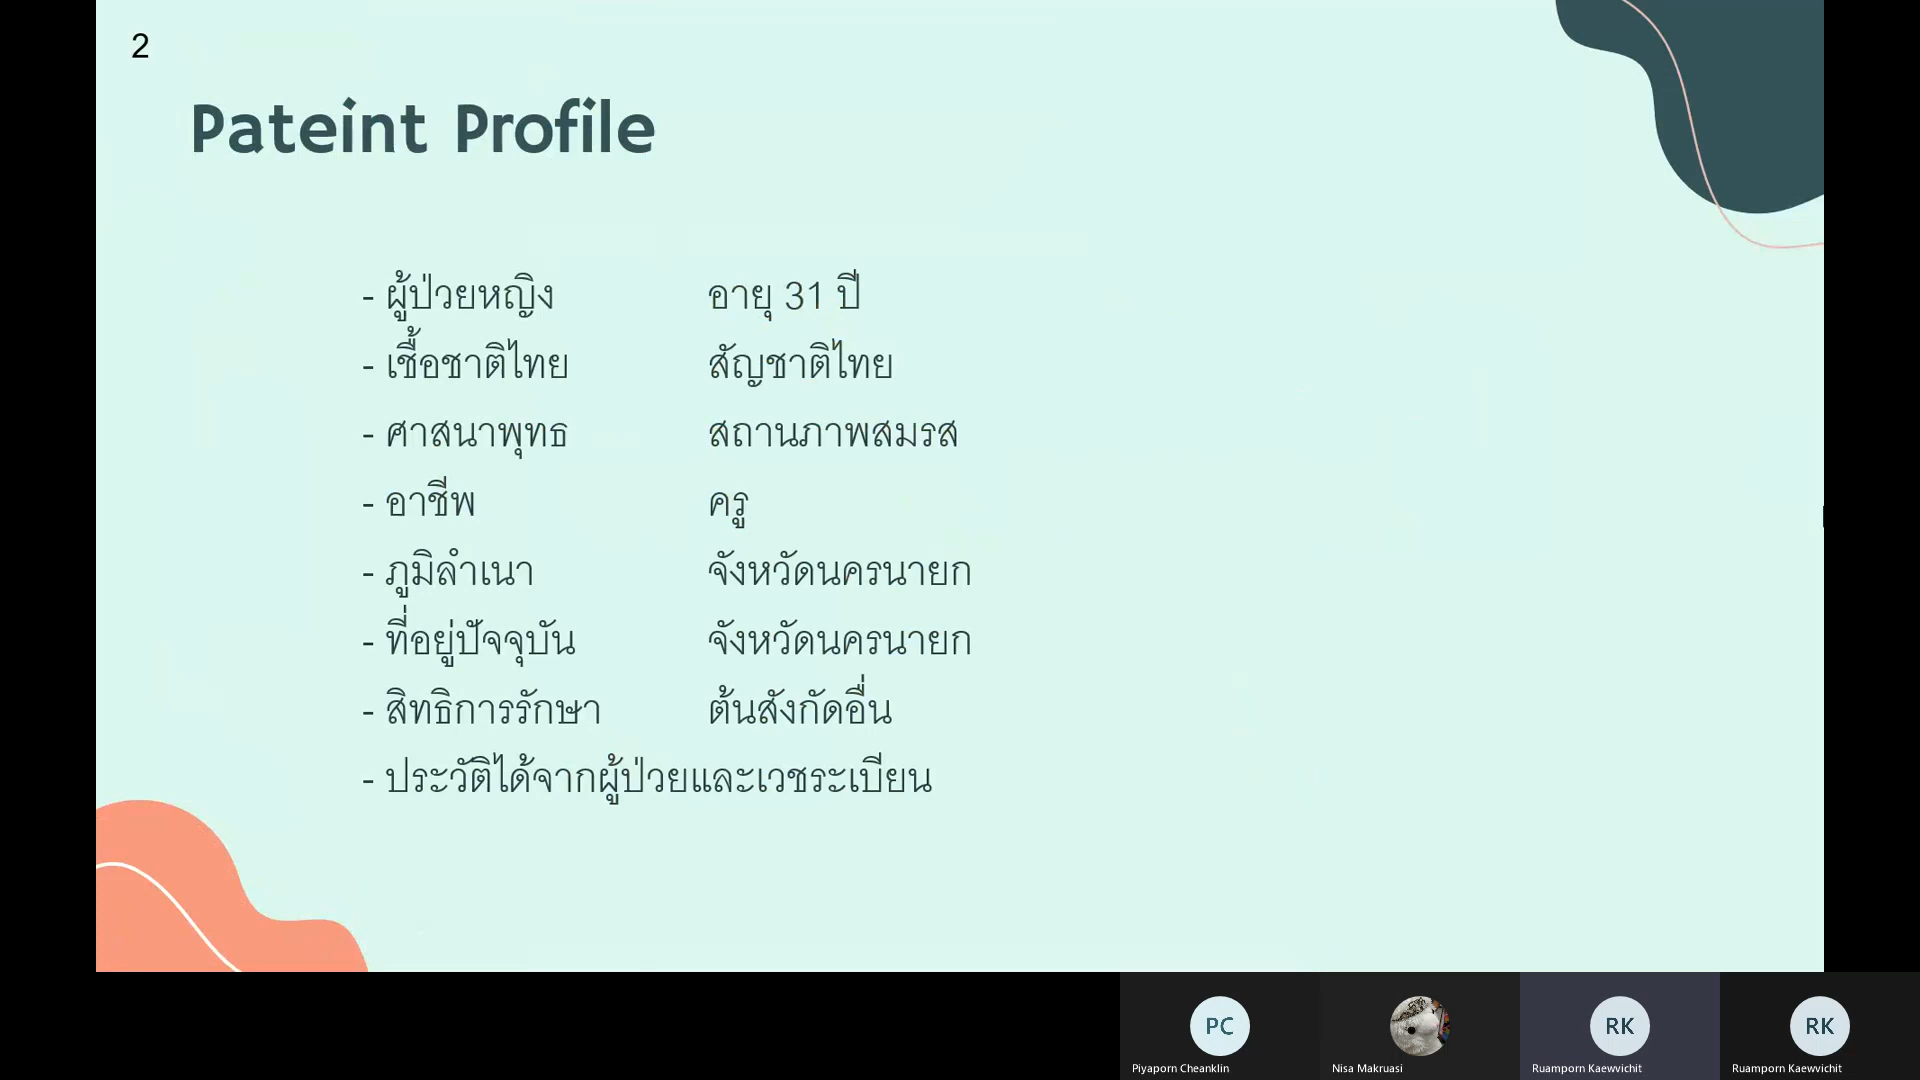 2
Pateint Profile
- ผู้ป่วยหญิง อายุ 31 ปี
- เชื้อชาติไทย สัญชาติไทย
- ศาสนาพุทธ สถานภาพสมรส
- อาชีพ ครู
- ภูมิลำเนา จังหวัดนครนายก
- ที่อยู่ปัจจุบัน จังหวัดนครนายก
- สิทธิการรักษา ต้นสังกัดอื่น
- ประวัติได้จากผู้ป่วยและเวชระเบียน
PC RK RK
Piyaporn Cheanklin Nisa Makruasi Ruamporn Kaewvichit Ruamporn Kaewvichit